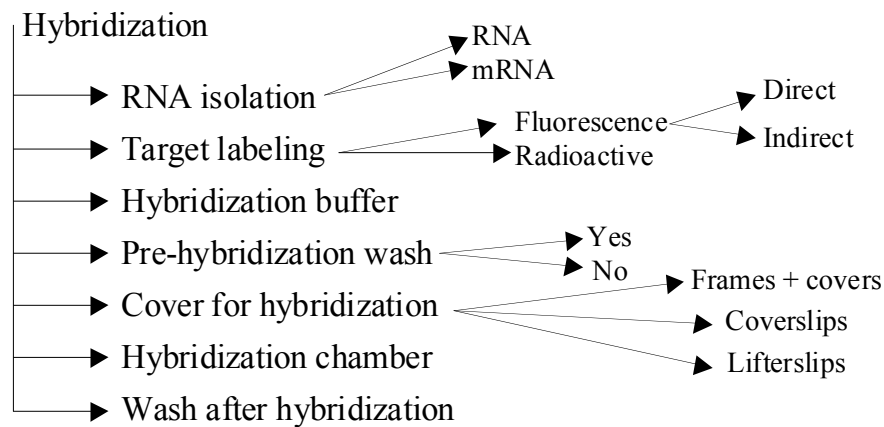 Hybridization
RNA isolation
RNA
mRNA
Target labeling
Fluorescence
Radioactive
Direct
Indirect
Hybridization buffer
Pre-hybridization wash
Yes
No
Cover for hybridization
Frames + covers
Coverslips
Lifterslips
Hybridization chamber
Wash after hybridization